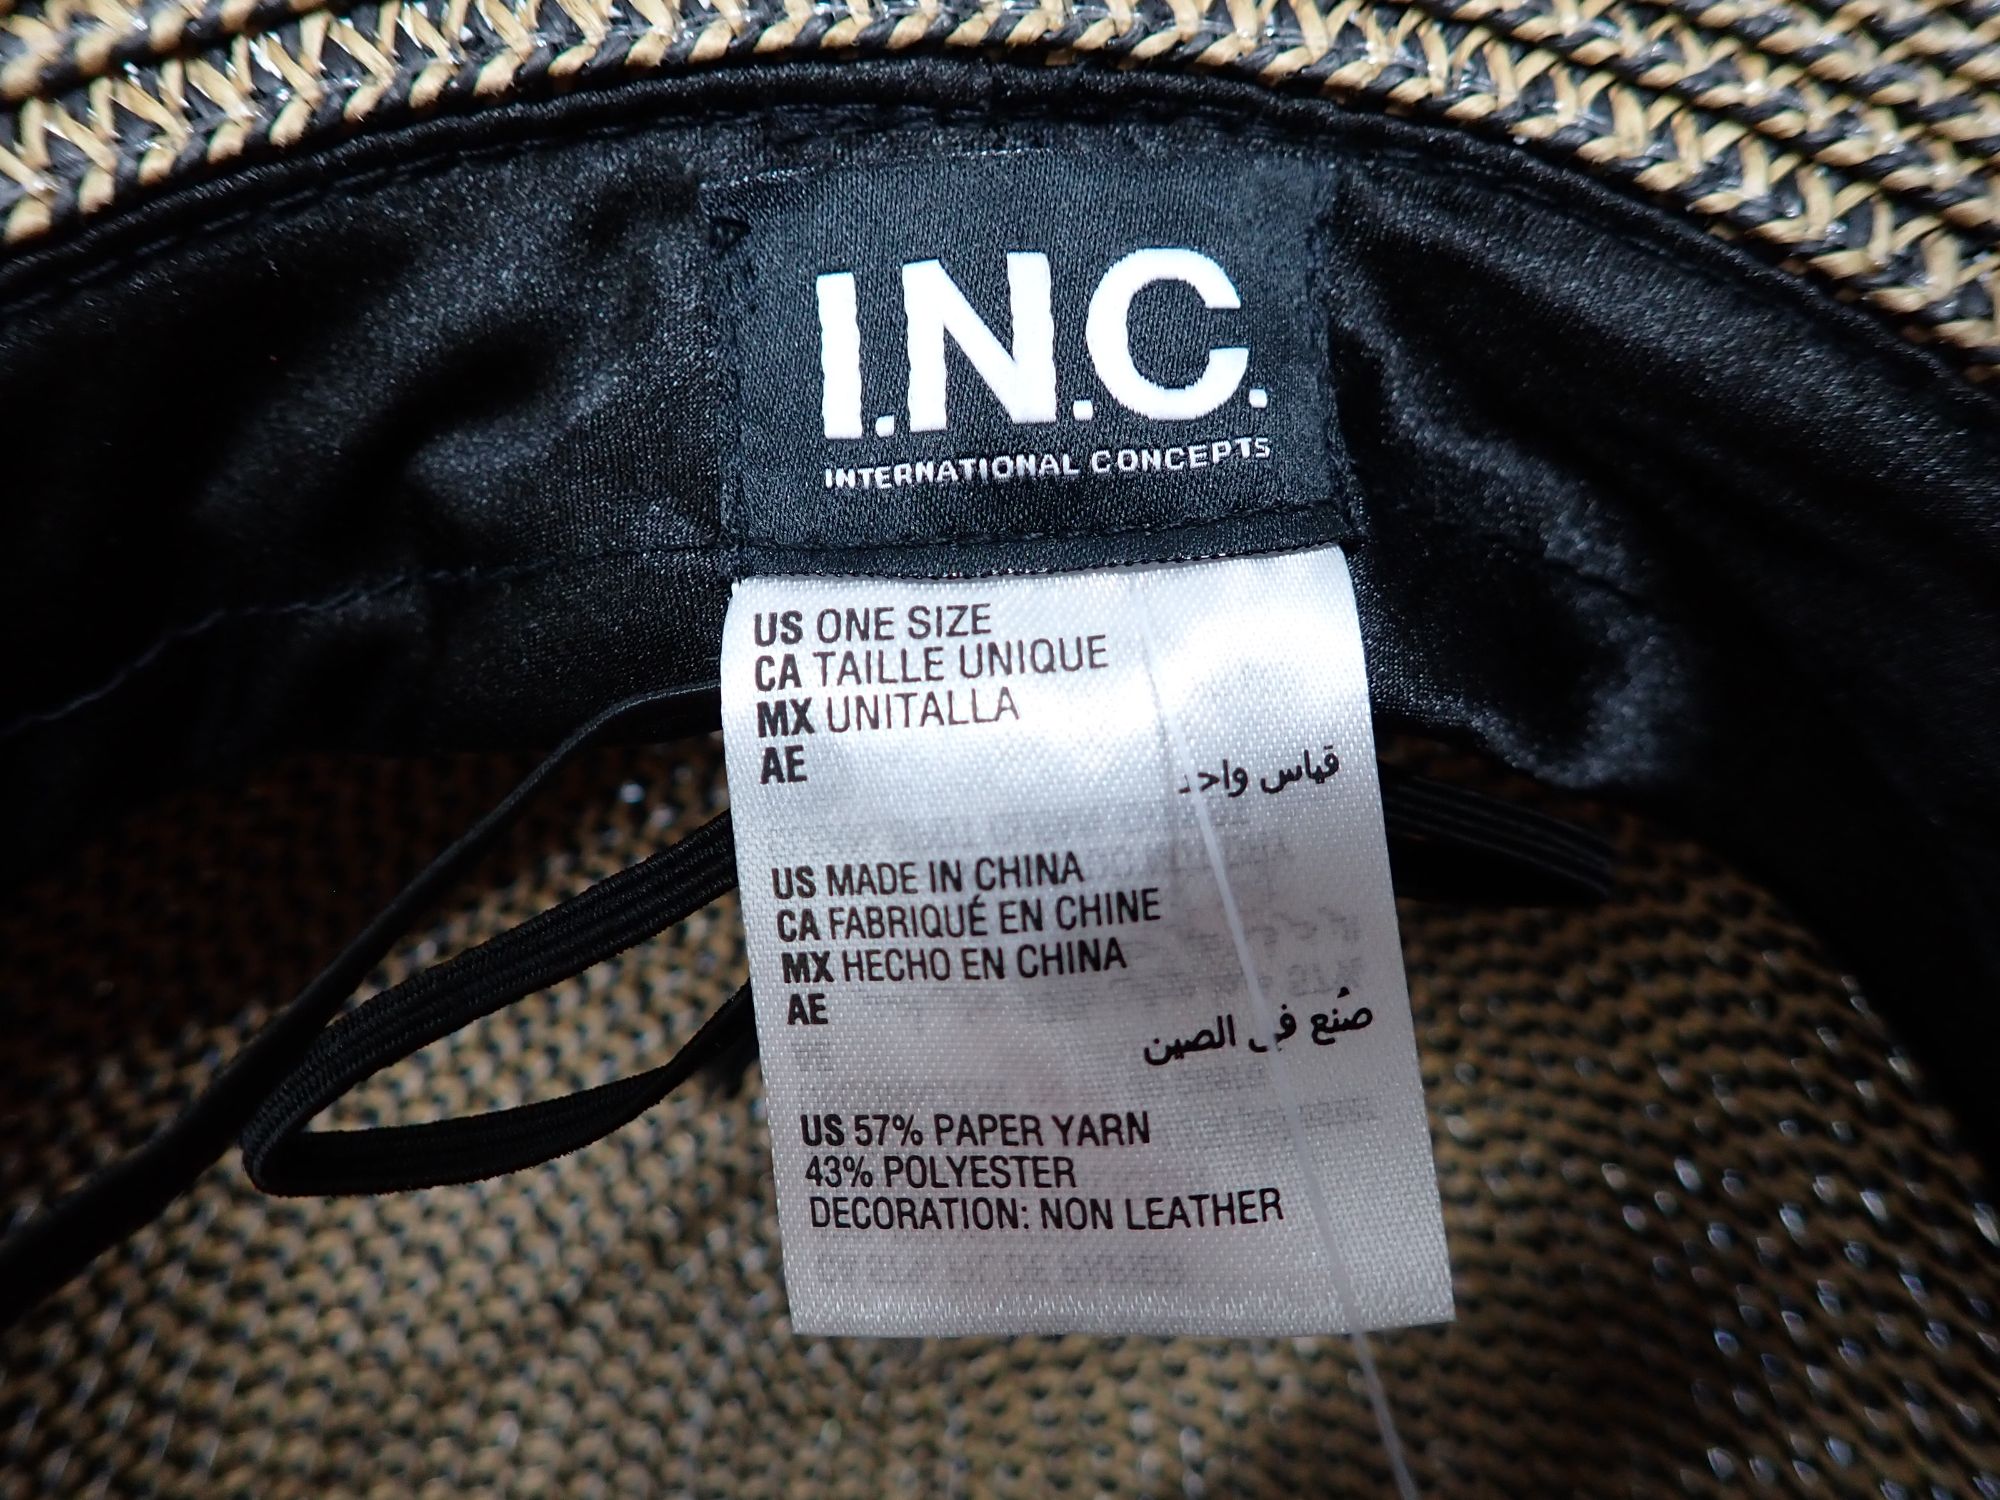 I.N.C.
INTERNATIONAL CONCEPTS
US ONE SIZE
CA TAILLE UNIQUE
MX UNITALLA
AE قياس واحد
US MADE IN CHINA
CA FABRIQUÉ EN CHINE
MX HECHO EN CHINA
AE صُنع في الصين
US 57% PAPER YARN
43% POLYESTER
DECORATION: NON LEATHER